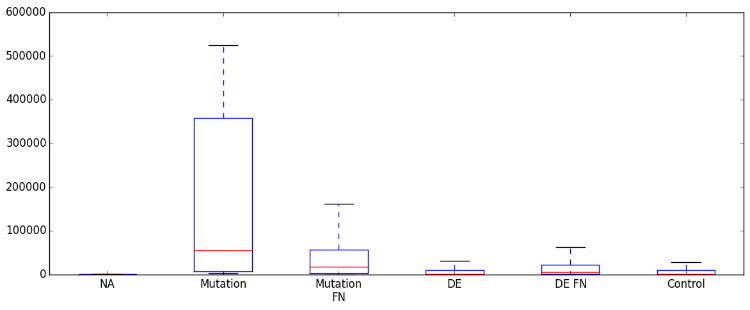 600000
500000
400000
300000
200000
100000
0
NA
Mutation
Mutation
FN
DE
DE FN
Control